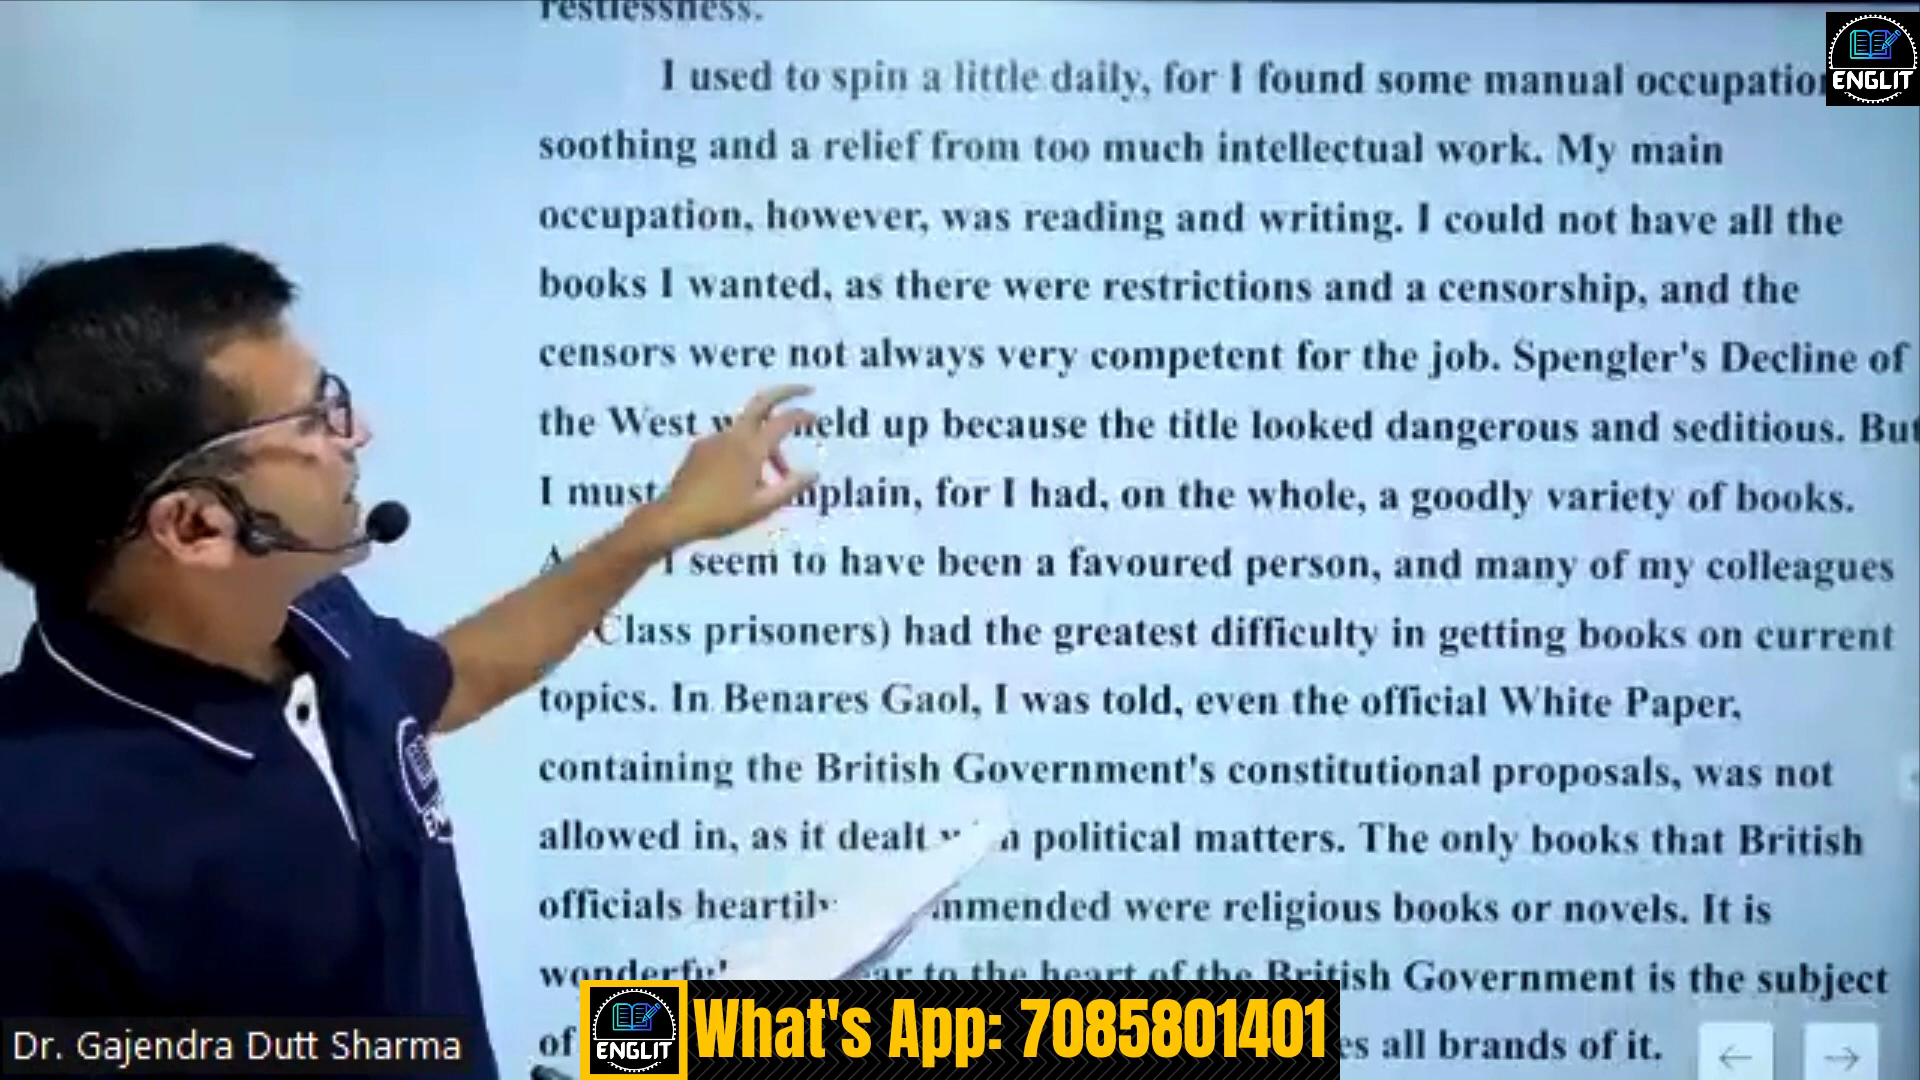 restlessness.
I used to spin a little daily, for I found some manual
soothing and a relief from too much intellectual work. My main
occupation, however, was reading and writing. I could not have all the
books I wanted, as there were restrictions and a censorship, and the
censors were not always very competent for the job. Spengler's Decline of
the West up because the title looked dangerous and seditious. But
I must for I had, on the whole, a goodly variety of books.
I seem to have been a favoured person, and many of my colleagues
Class prisoners) had the greatest difficulty in getting books on current
topics. In Benares Gaol, I was told, even the official White Paper,
containing the British Government's constitutional proposals, was not
allowed in, as it dealt political matters. The only books that British
officials were religious books or novels. It is
to the heart of the British Government is the subject
of all brands of it.
ENGLIT
Dr. Gajendra Dutt Sharma
ENGLIT
What's App: 7085801401